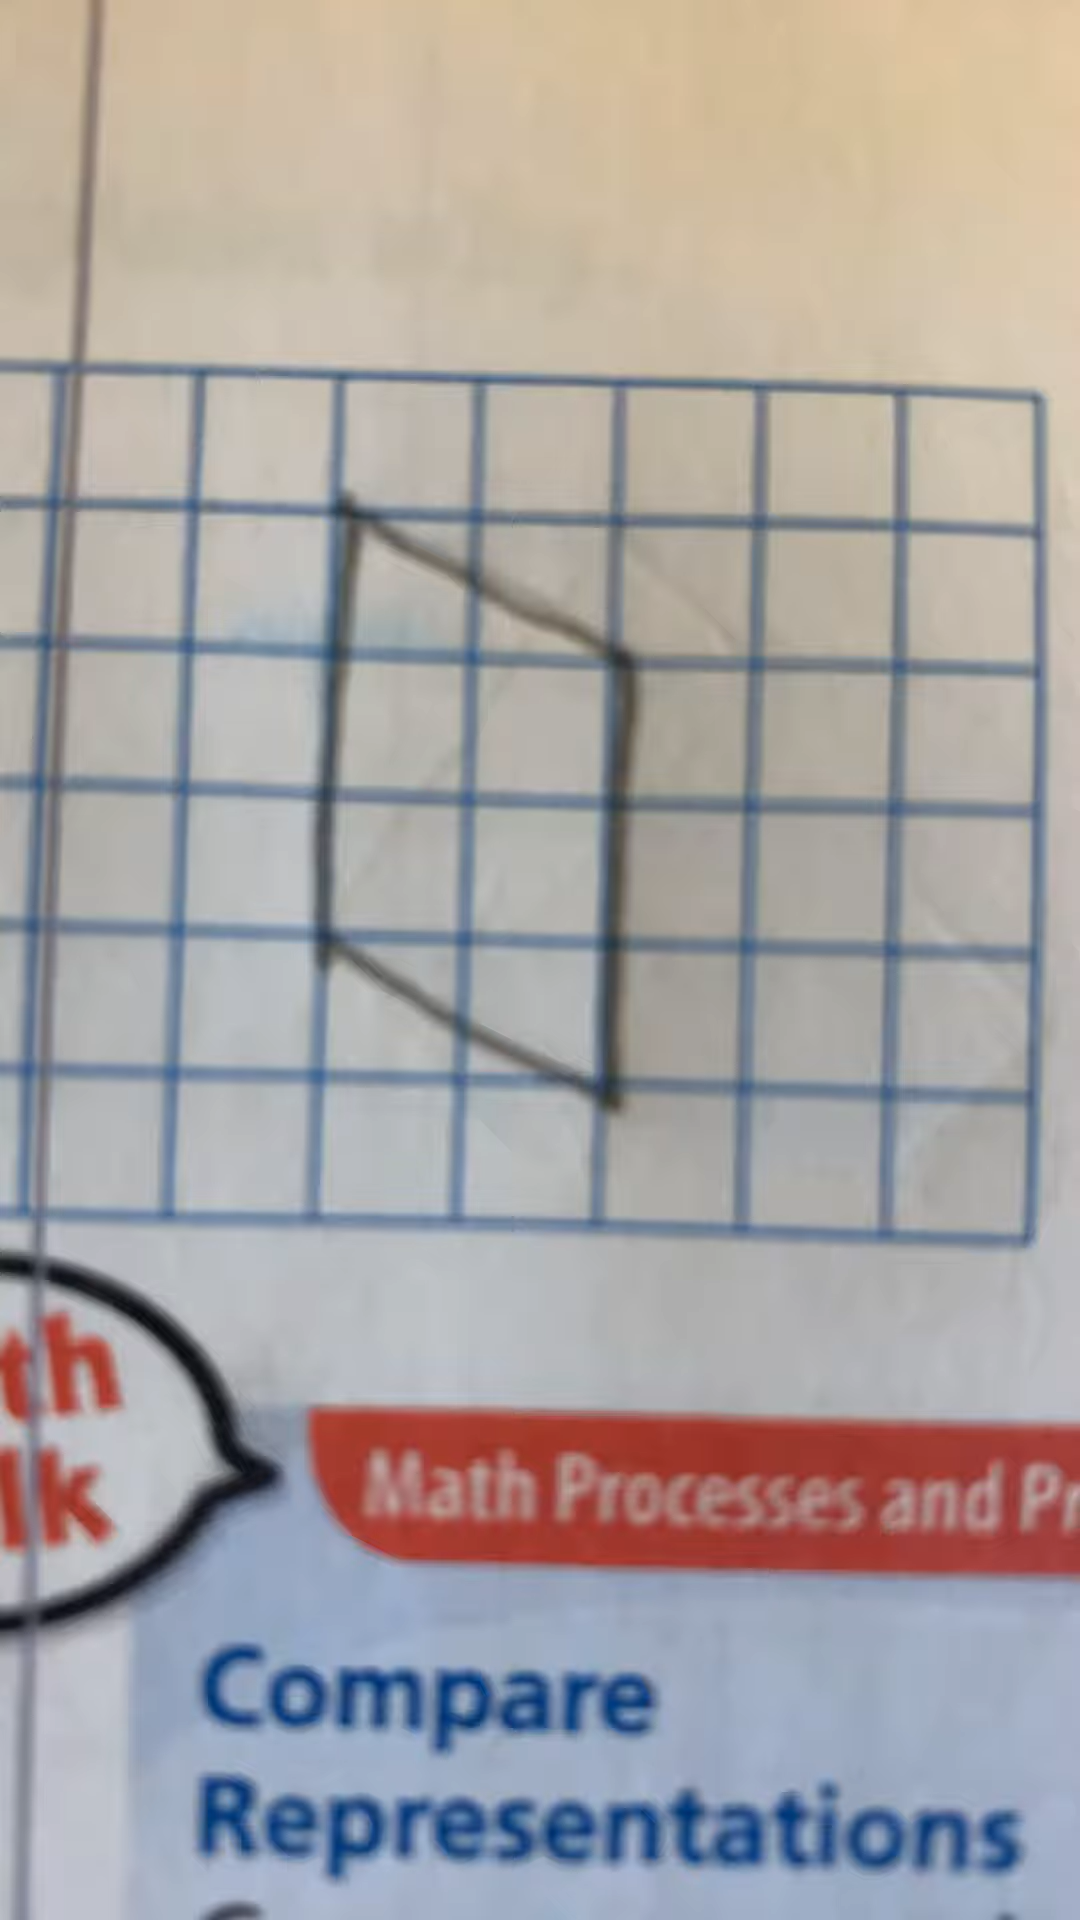 th
lk
Math Processes and Pr
Compare
Representations